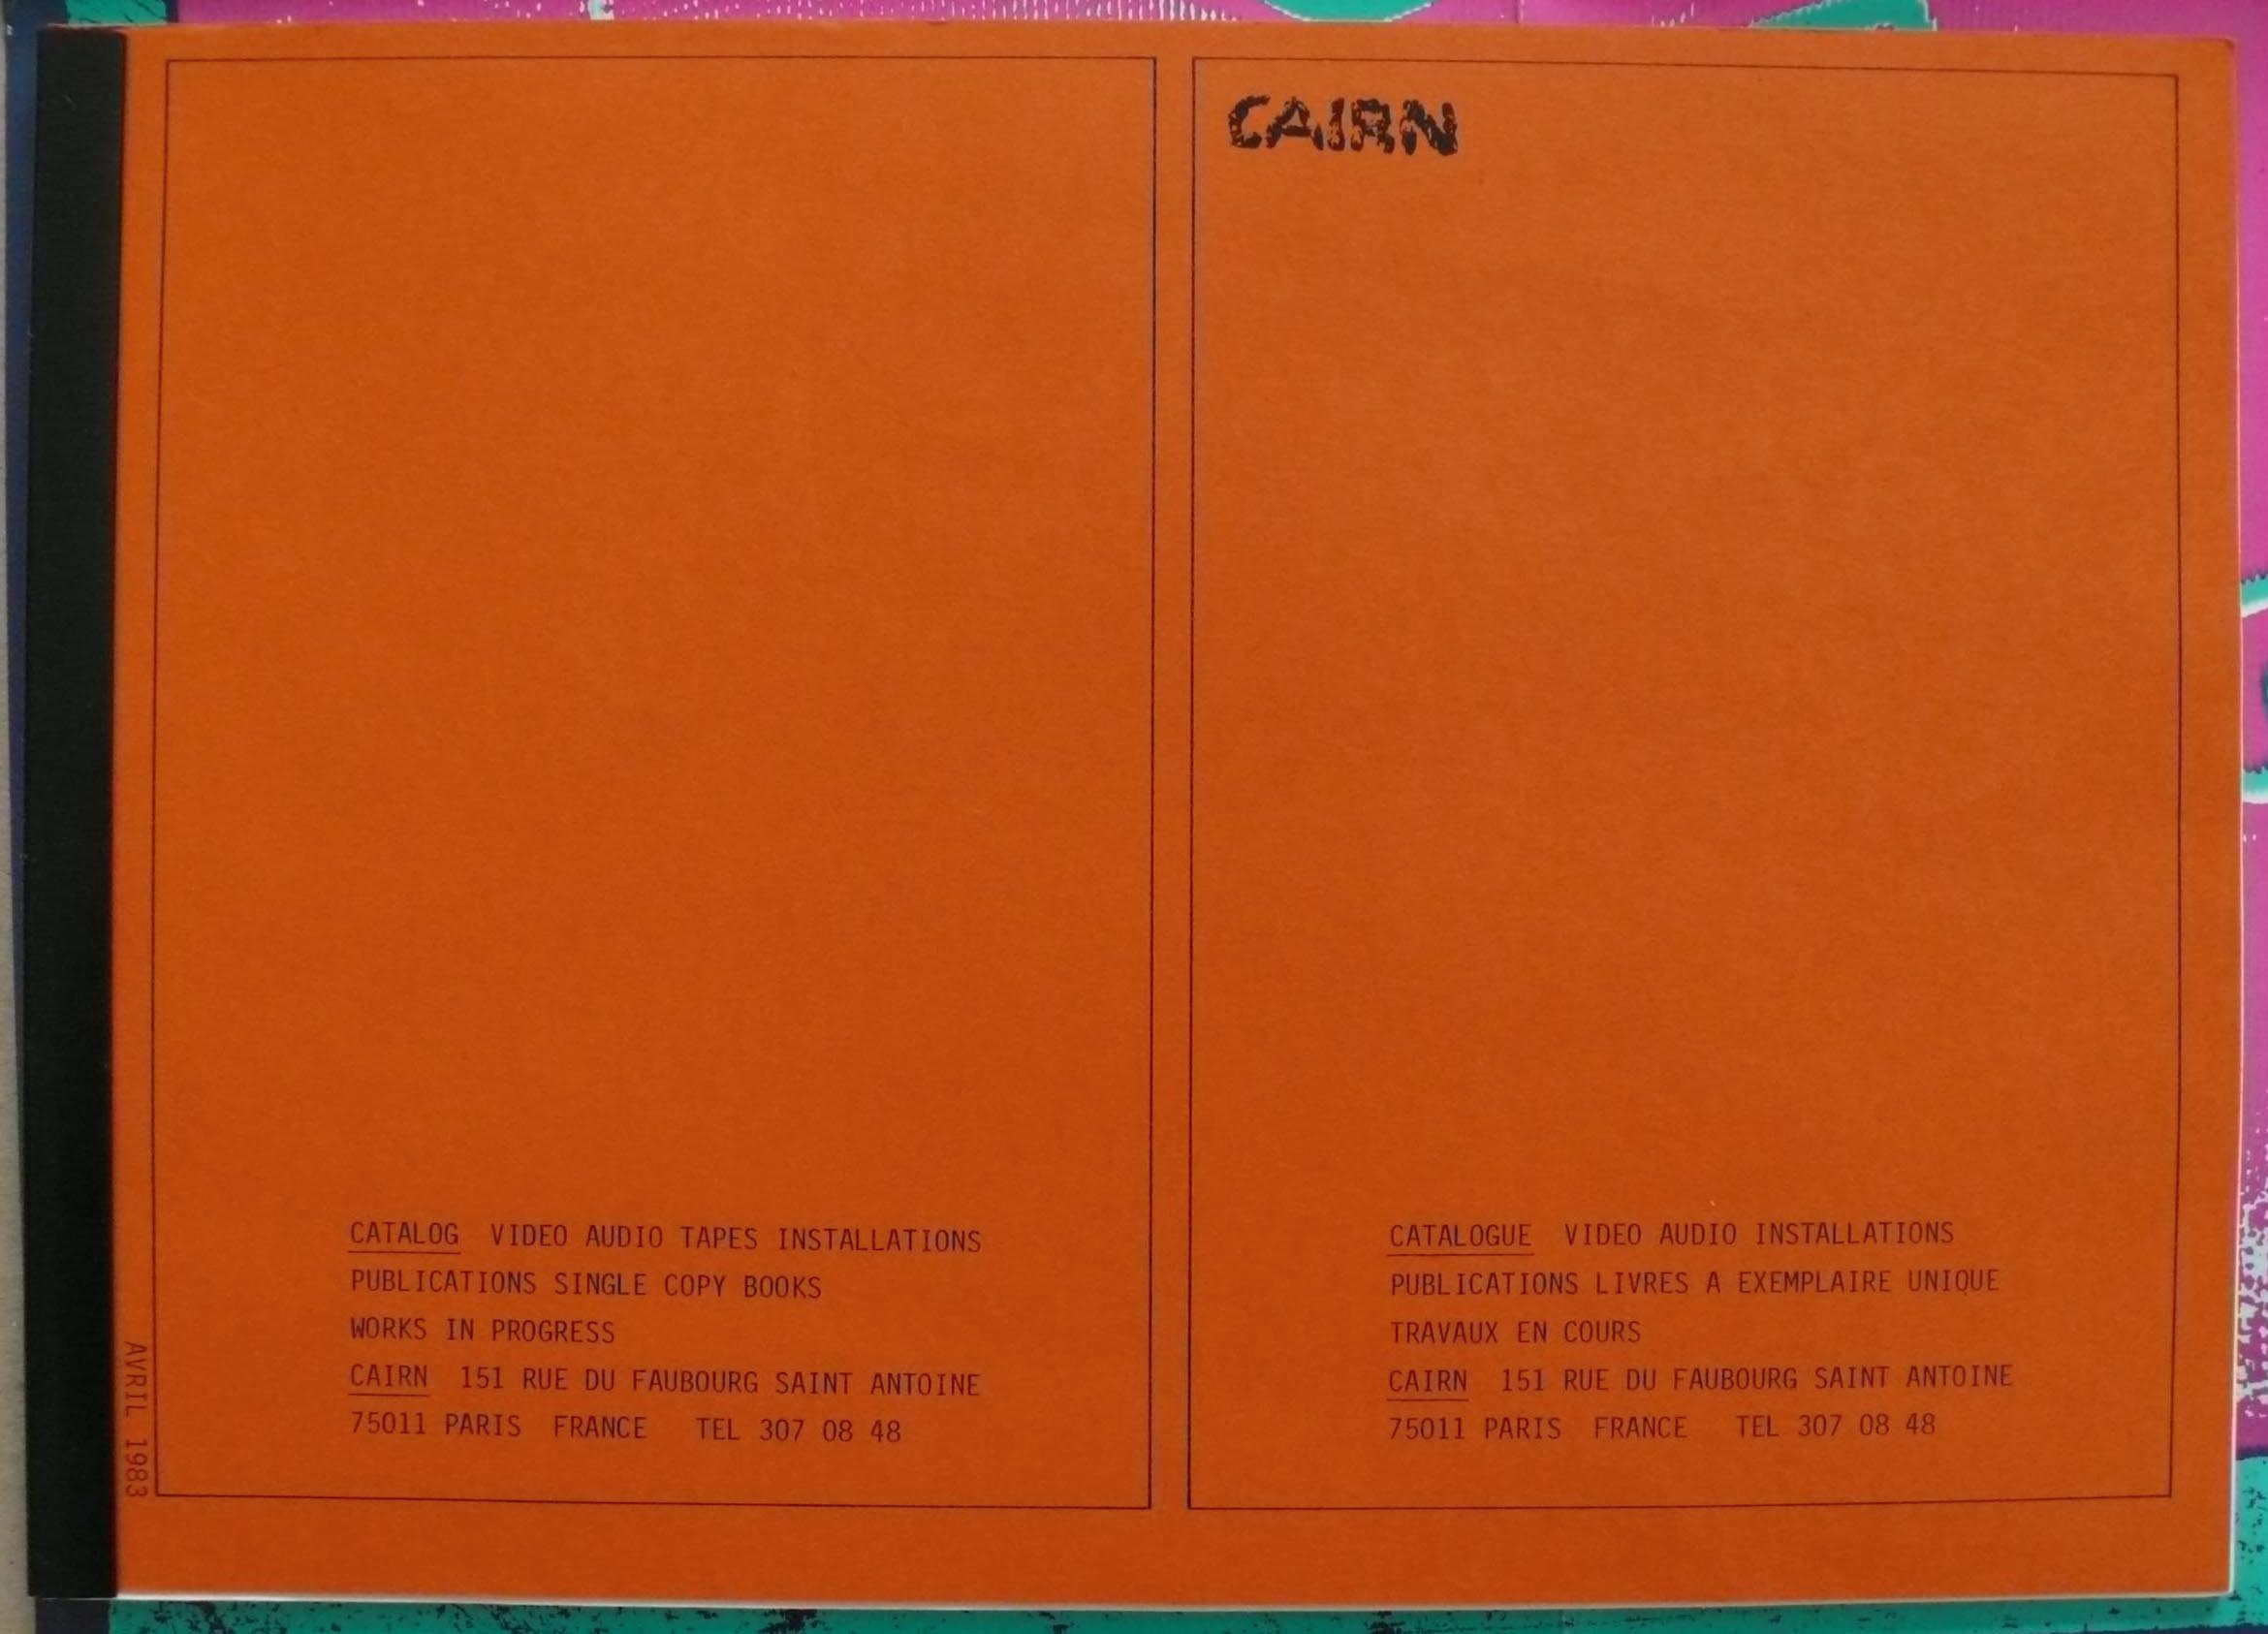 CATALOG VIDEO AUDIO TAPES INSTALLATIONS
PUBLICATIONS SINGLE COPY BOOKS
WORKS IN PROGRESS
CAIRN 151 RUE DU FAUBOURG SAINT ANTOINE
75011 PARIS FRANCE TEL 307 08 48
AVRIL 1983
CAIRN
CATALOGUE VIDEO AUDIO INSTALLATIONS
PUBLICATIONS LIVRES A EXEMPLAIRE UNIQUE
TRAVAUX EN COURS
CAIRN 151 RUE DU FAUBOURG SAINT ANTOINE
75011 PARIS FRANCE TEL 307 08 48